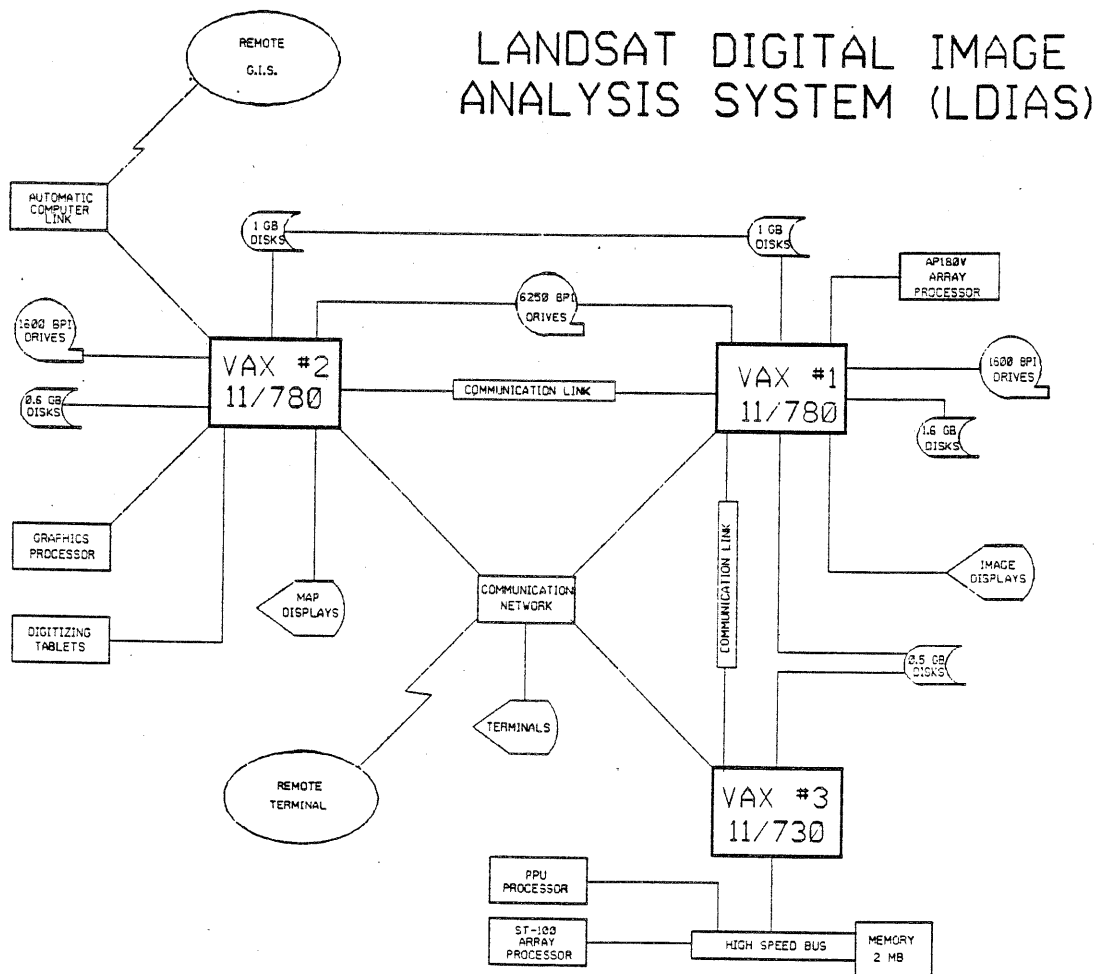 LANDSAT DIGITAL IMAGE
ANALYSIS SYSTEM (LDIAS)
REMOTE
G.I.S.
AUTOMATIC
COMPUTER
LINK
1 GB
DISKS
1 GB
DISKS
AP180V
ARRAY
PROCESSOR
6250 BPI
DRIVES
1600 BPI
DRIVES
VAX #2
11/780
COMMUNICATION LINK
VAX #1
11/780
1600 BPI
DRIVES
0.6 GB
DISKS
1.6 GB
DISKS
GRAPHICS
PROCESSOR
MAP
DISPLAYS
COMMUNICATION
NETWORK
COMMUNICATION LINK
IMAGE
DISPLAYS
DIGITIZING
TABLETS
0.5 GB
DISKS
TERMINALS
REMOTE
TERMINAL
VAX #3
11/730
PPU
PROCESSOR
ST-100
ARRAY
PROCESSOR
HIGH SPEED BUS
MEMORY
2 MB